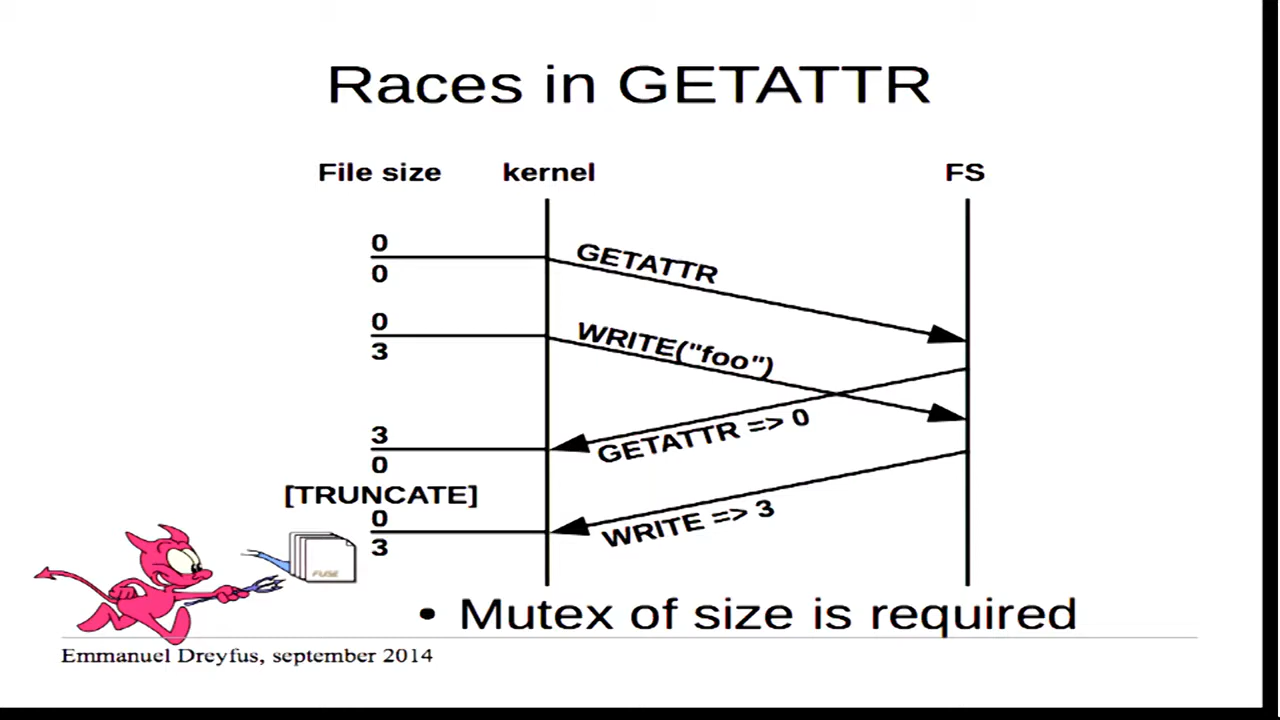 Races in GETATTR
File size kernel FS
0
0
GETATTR
0
3
WRITE("foo")
3
0
GETATTR => 0
[TRUNCATE]
0
3
WRITE => 3
FUSE
• Mutex of size is required
Emmanuel Dreyfus, september 2014